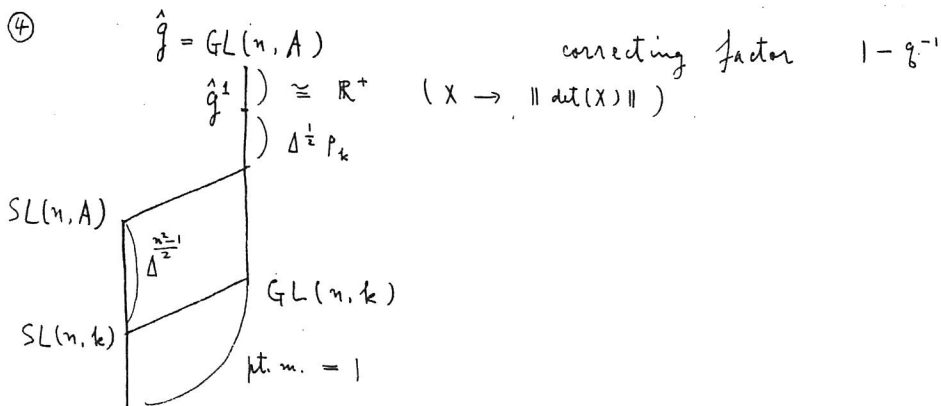 ④
ĝ = GL(n, A) correcting factor 1 - q⁻¹
ĝ¹ ) ≅ ℝ⁺ (X → ‖det(X)‖)
) Δ^{1/2} ρ_k
SL(n, A)
Δ^{(n²-1)/2}
GL(n, k)
SL(n, k)
pt. m. = 1